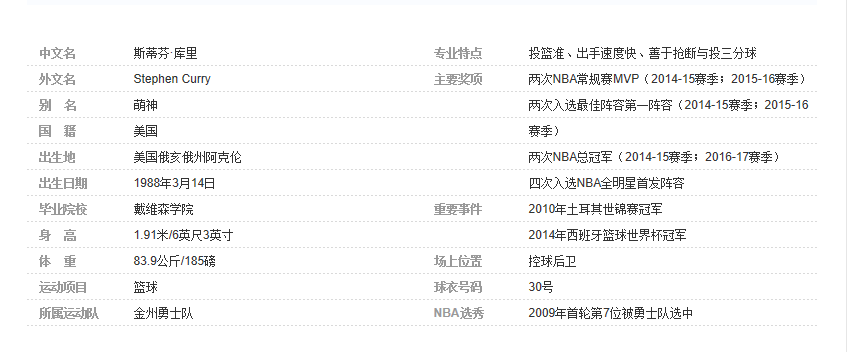 中文名 斯蒂芬·库里 专业特点 投篮准、出手速度快、善于抢断与投三分球
外文名 Stephen Curry 主要奖项 两次NBA常规赛MVP（2014-15赛季；2015-16赛季）
别 名 萌神 两次入选最佳阵容第一阵容（2014-15赛季；2015-16
国 籍 美国 赛季）
出生地 美国俄亥俄州阿克伦 两次NBA总冠军（2014-15赛季；2016-17赛季）
出生日期 1988年3月14日 四次入选NBA全明星首发阵容
毕业院校 戴维森学院 重要事件 2010年土耳其世锦赛冠军
身 高 1.91米/6英尺3英寸 2014年西班牙篮球世界杯冠军
体 重 83.9公斤/185磅 场上位置 控球后卫
运动项目 篮球 球衣号码 30号
所属运动队 金州勇士队 NBA选秀 2009年首轮第7位被勇士队选中